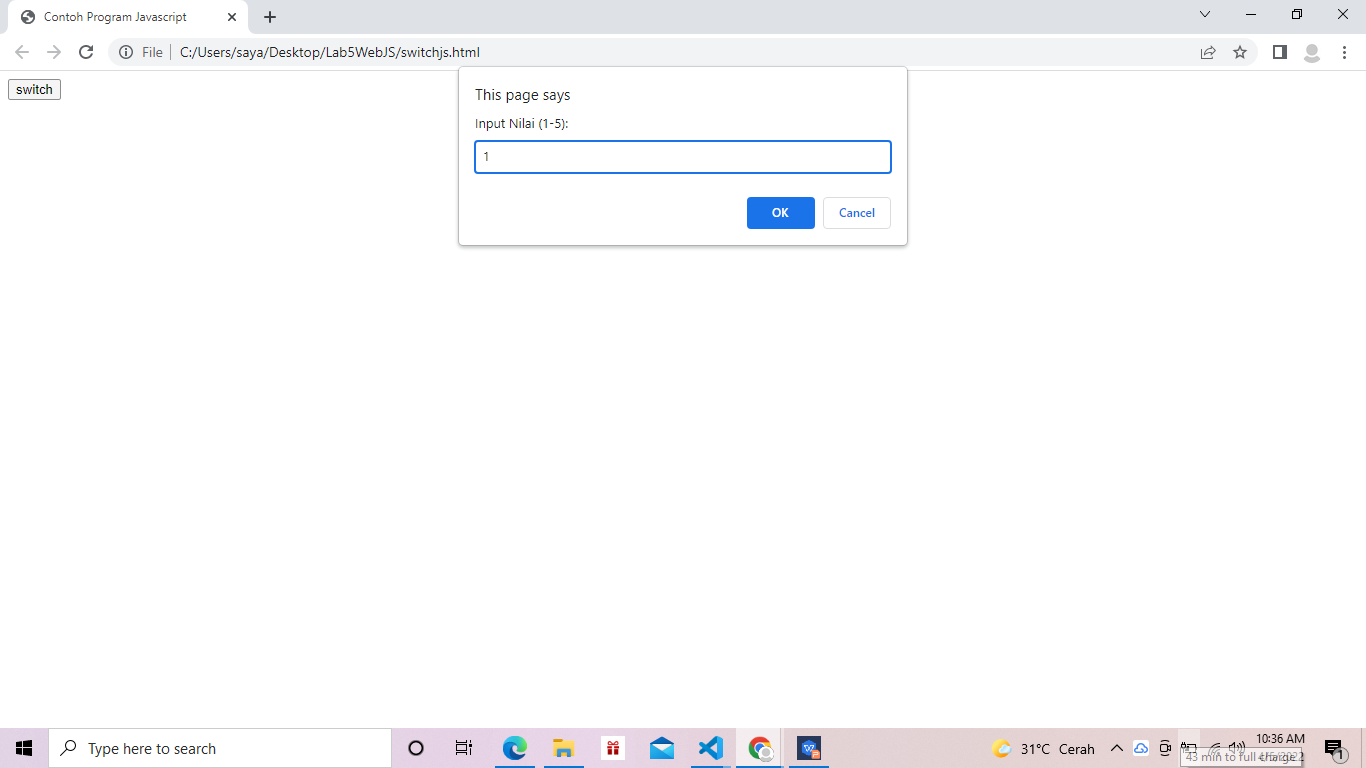 Contoh Program Javascript
File
C:/Users/saya/Desktop/Lab5WebJS/switchjs.html
switch
This page says
Input Nilai (1-5):
1
OK
Cancel
Type here to search
31°C Cerah
10:36 AM
43 min to full charge
1